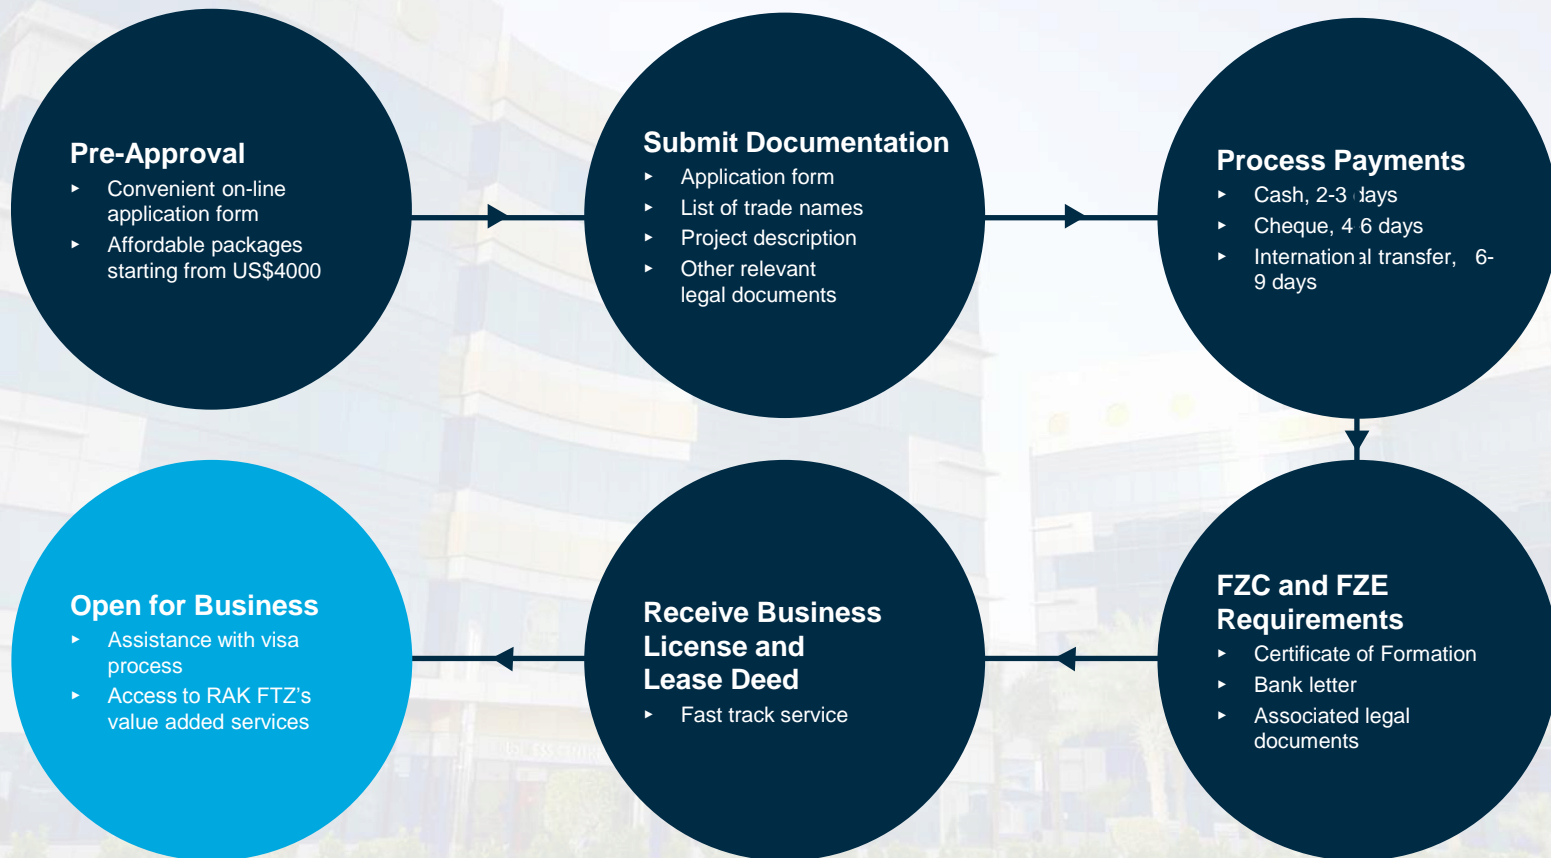 Pre-Approval
► Convenient on-line
application form
► Affordable packages
starting from US$4000
Submit Documentation
► Application form
► List of trade names
► Project description
► Other relevant
legal documents
Process Payments
► Cash, 2-3 days
► Cheque, 4 6 days
► International transfer, 6-
9 days
FZC and FZE
Requirements
► Certificate of Formation
► Bank letter
► Associated legal
documents
Receive Business
License and
Lease Deed
► Fast track service
Open for Business
► Assistance with visa
process
► Access to RAK FTZ’s
value added services